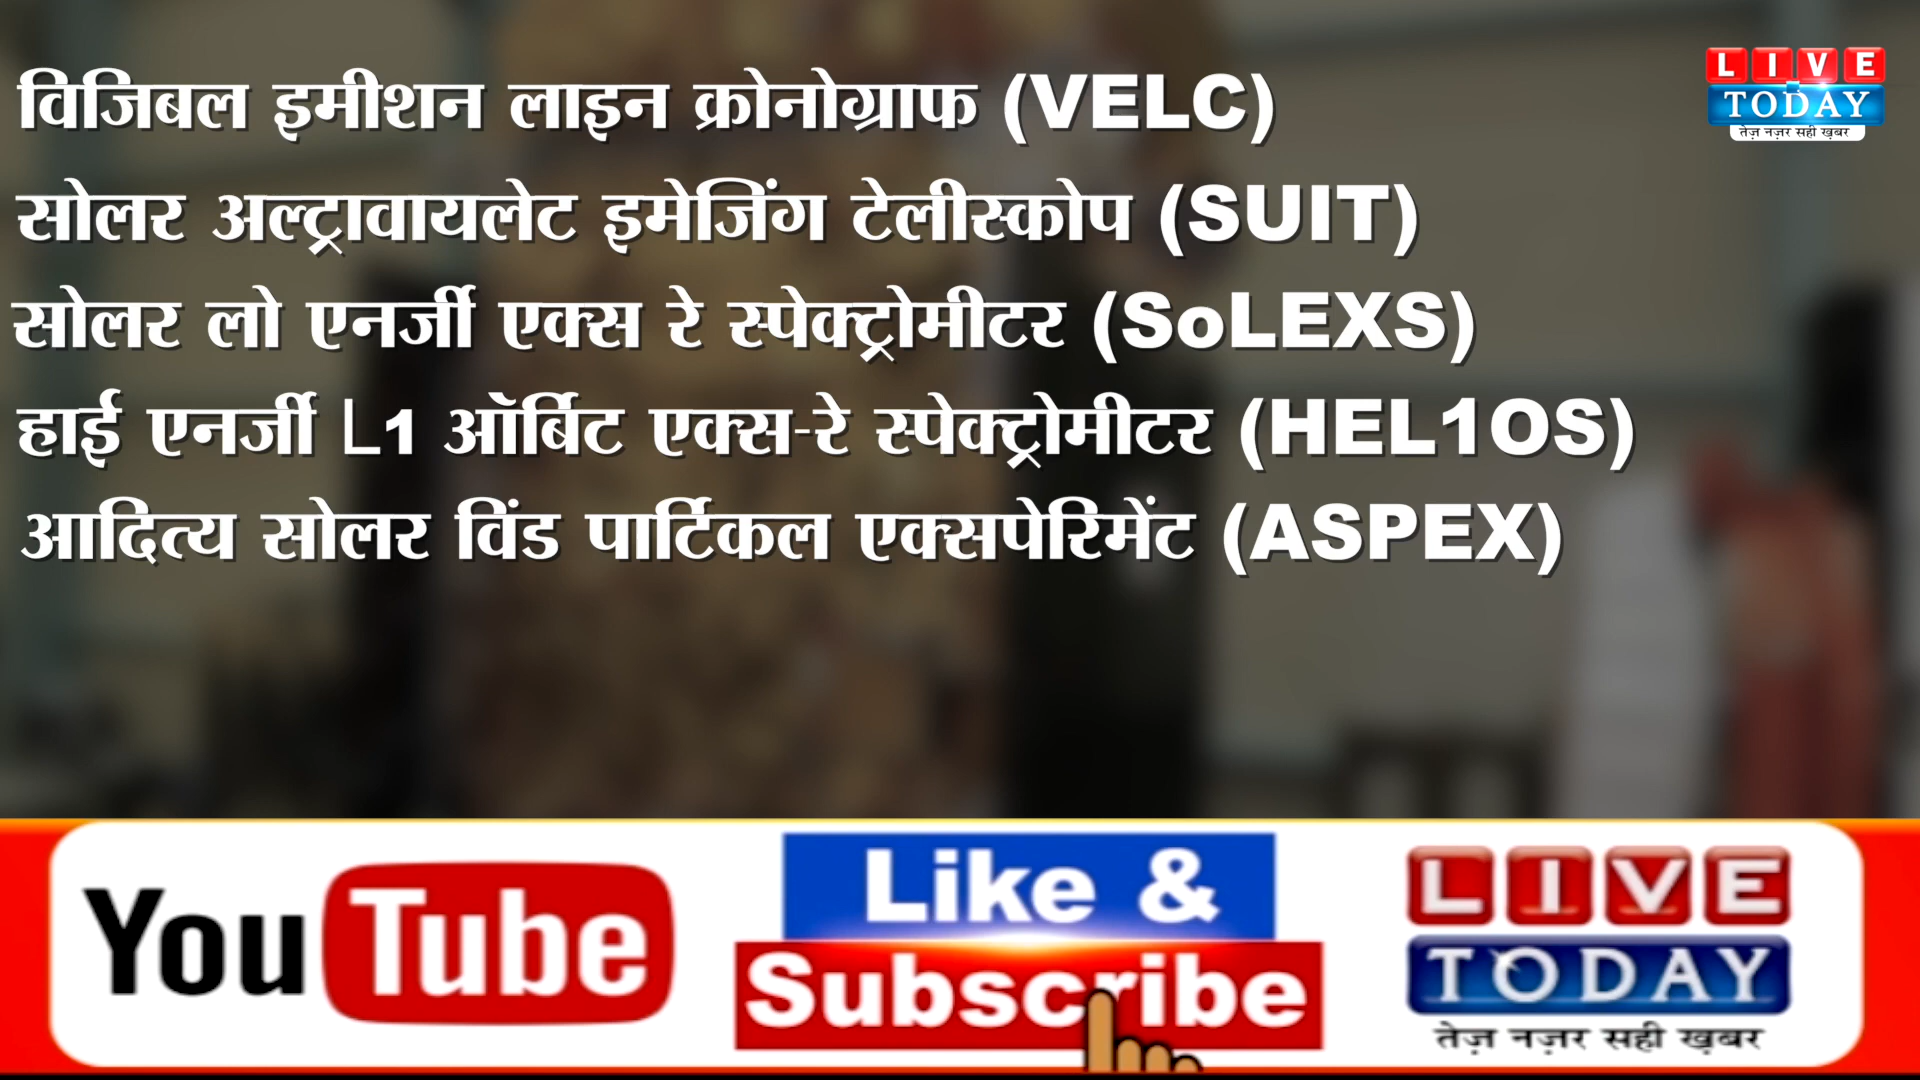 विजिबल इमीशन लाइन क्रोनोग्राफ (VELC)
सोलर अल्ट्रावायलेट इमेजिंग टेलीस्कोप (SUIT)
सोलर लो एनर्जी एक्स रे स्पेक्ट्रोमीटर (SoLEXS)
हाई एनर्जी L1 ऑर्बिट एक्स-रे स्पेक्ट्रोमीटर (HEL1OS)
आदित्य सोलर विंड पार्टिकल एक्सपेरिमेंट (ASPEX)
LIVE
TODAY
तेज़ नज़र सही ख़बर
YouTube
Like &
Subscribe
LIVE
TODAY
तेज़ नज़र सही ख़बर